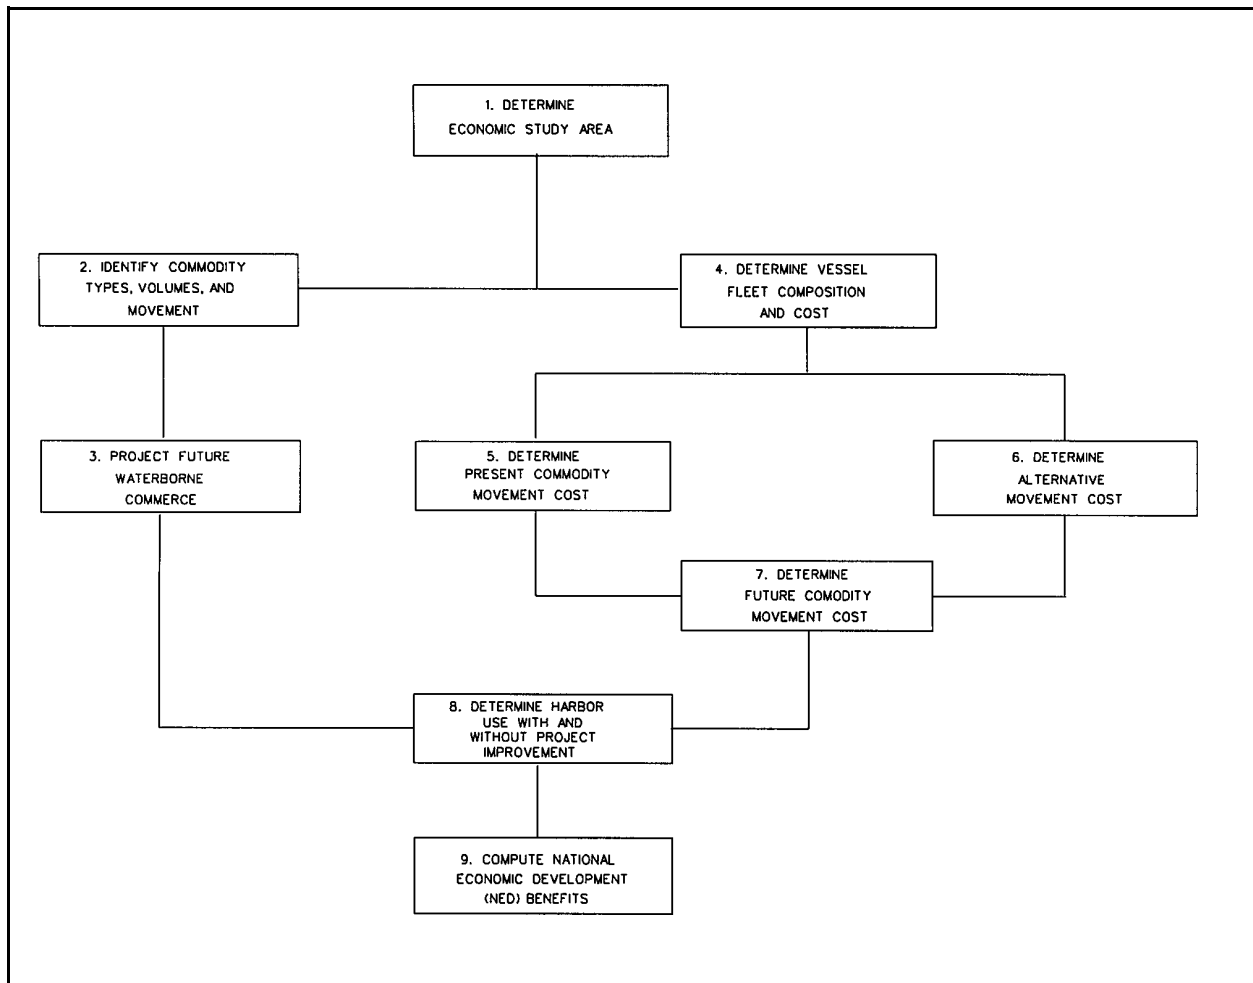 1. DETERMINE
ECONOMIC STUDY AREA
2. IDENTIFY COMMODITY
TYPES, VOLUMES, AND
MOVEMENT
4. DETERMINE VESSEL
FLEET COMPOSITION
AND COST
3. PROJECT FUTURE
WATERBORNE
COMMERCE
5. DETERMINE
PRESENT COMMODITY
MOVEMENT COST
6. DETERMINE
ALTERNATIVE
MOVEMENT COST
7. DETERMINE
FUTURE COMODITY
MOVEMENT COST
8. DETERMINE HARBOR
USE WITH AND
WITHOUT PROJECT
IMPROVEMENT
9. COMPUTE NATIONAL
ECONOMIC DEVELOPMENT
(NED) BENEFITS